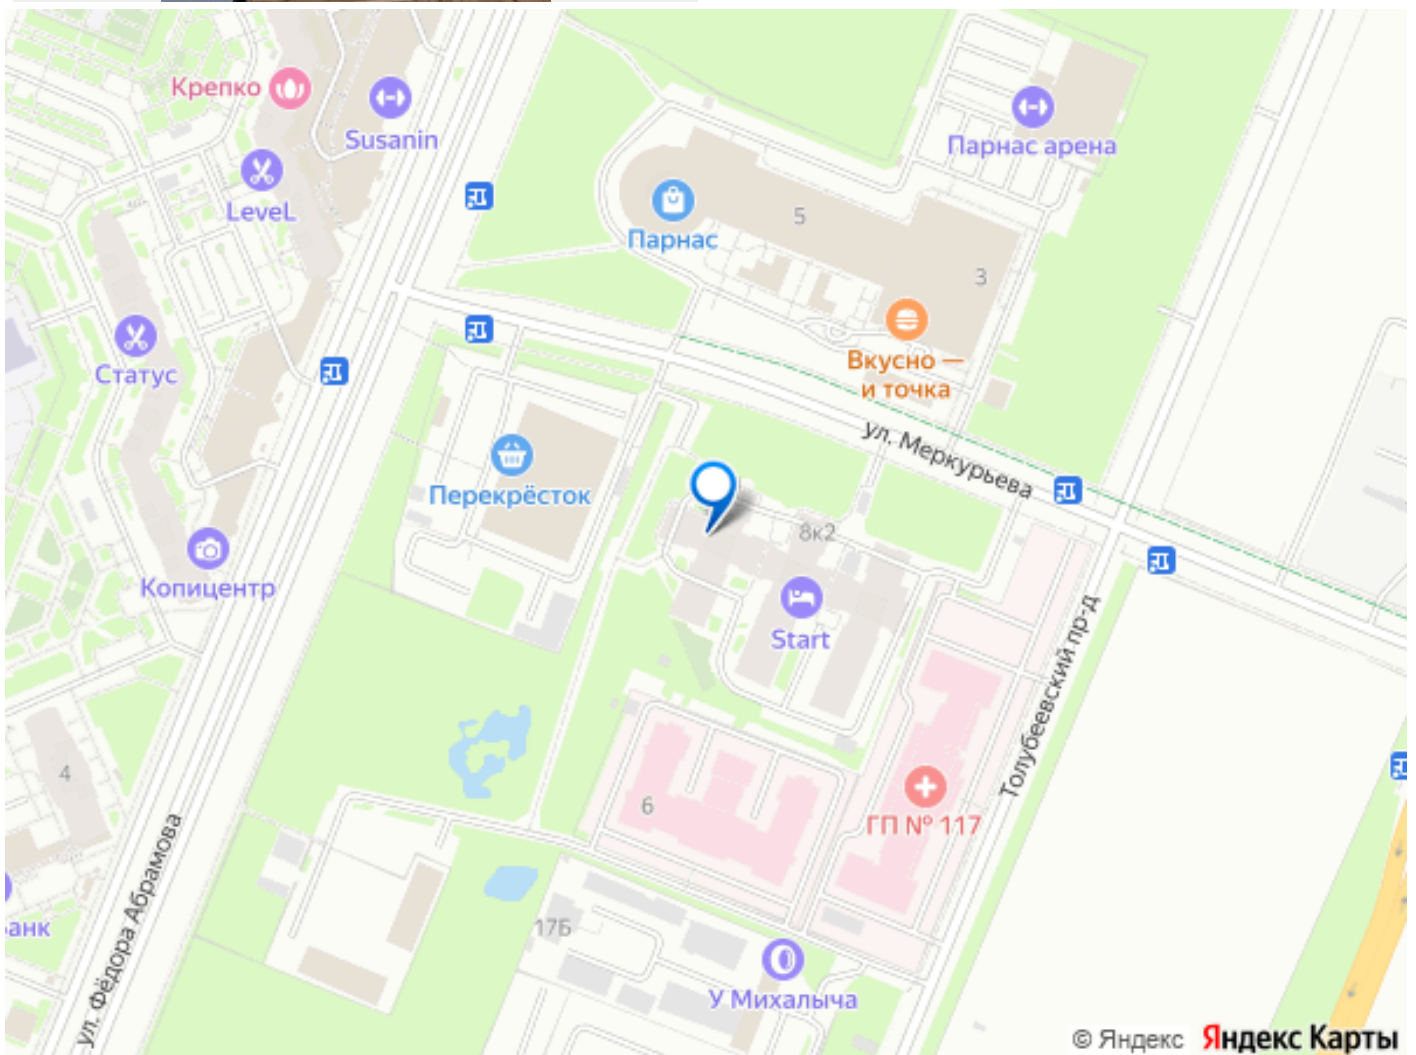 Крепко
Susanin
Парнас арена
LeveL
5
Парнас
3
Вкусно —
и точка
Статус
ул. Меркурьева
Перекрёсток
8к2
Копицентр
Start
Толубеевский пр-д
4
6
ГП № 117
ул. Фёдора Абрамова
анк
17Б
У Михалыча
© Яндекс Яндекс Карты